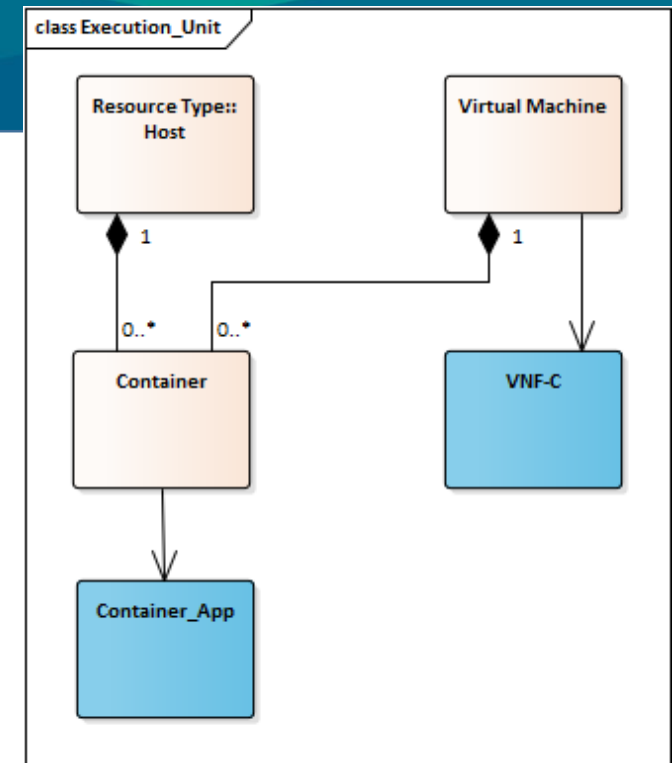 class Execution_Unit
Resource Type::
Host
Virtual Machine
1
1
0..*
0..*
Container
VNF-C
Container_App